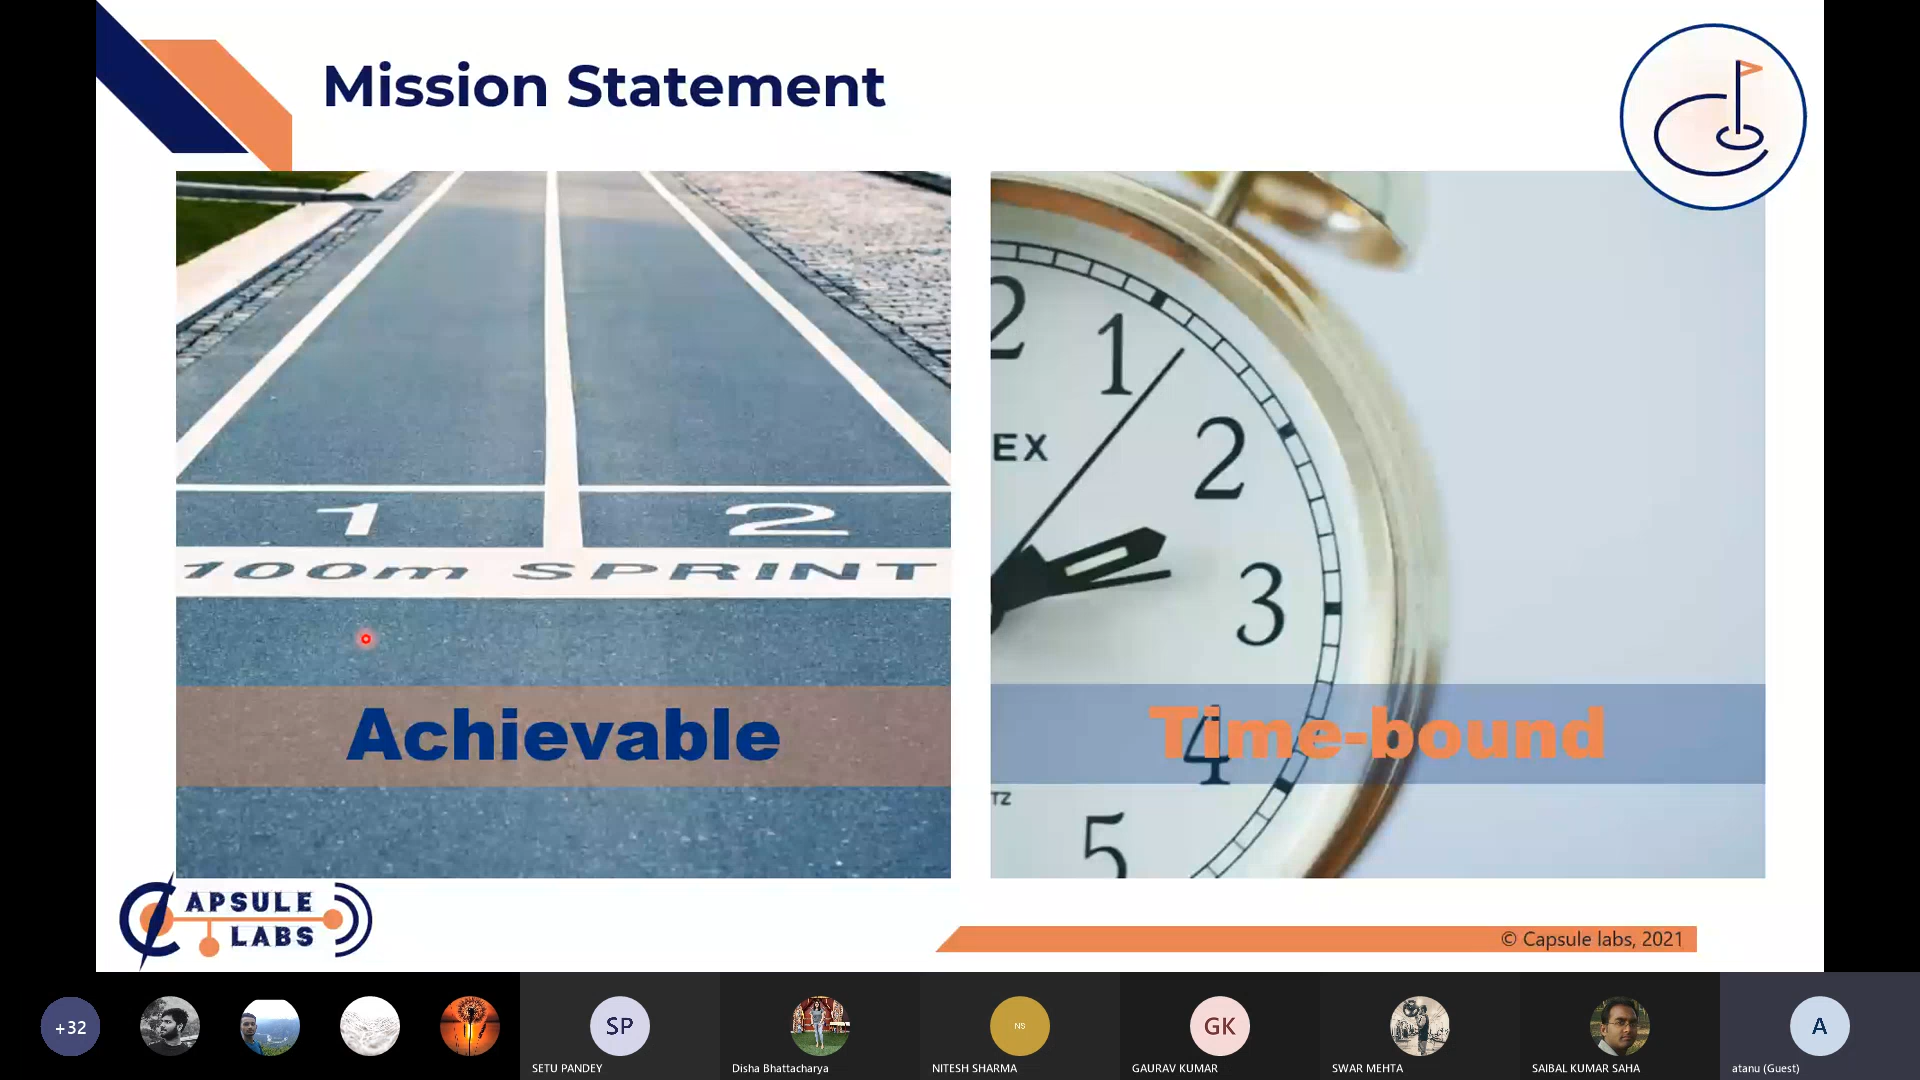 Mission Statement
1 2
100m SPRINT
Achievable
2
1
EX
2
3
4
Time-bound
TZ
5
CAPSULE
LABS
© Capsule labs, 2021
+32
SP
NS
GK
A
SETU PANDEY
Disha Bhattacharya
NITESH SHARMA
GAURAV KUMAR
SWAR MEHTA
SAIBAL KUMAR SAHA
atanu (Guest)